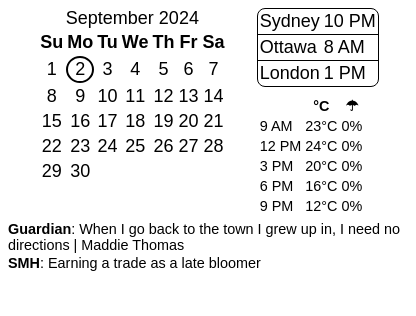 September 2024
Su Mo Tu We Th Fr Sa
1 2 3 4 5 6 7
8 9 10 11 12 13 14
15 16 17 18 19 20 21
22 23 24 25 26 27 28
29 30
Sydney 10 PM
Ottawa 8 AM
London 1 PM
°C ☂
9 AM 23°C 0%
12 PM 24°C 0%
3 PM 20°C 0%
6 PM 16°C 0%
9 PM 12°C 0%
Guardian: When I go back to the town I grew up in, I need no
directions | Maddie Thomas
SMH: Earning a trade as a late bloomer